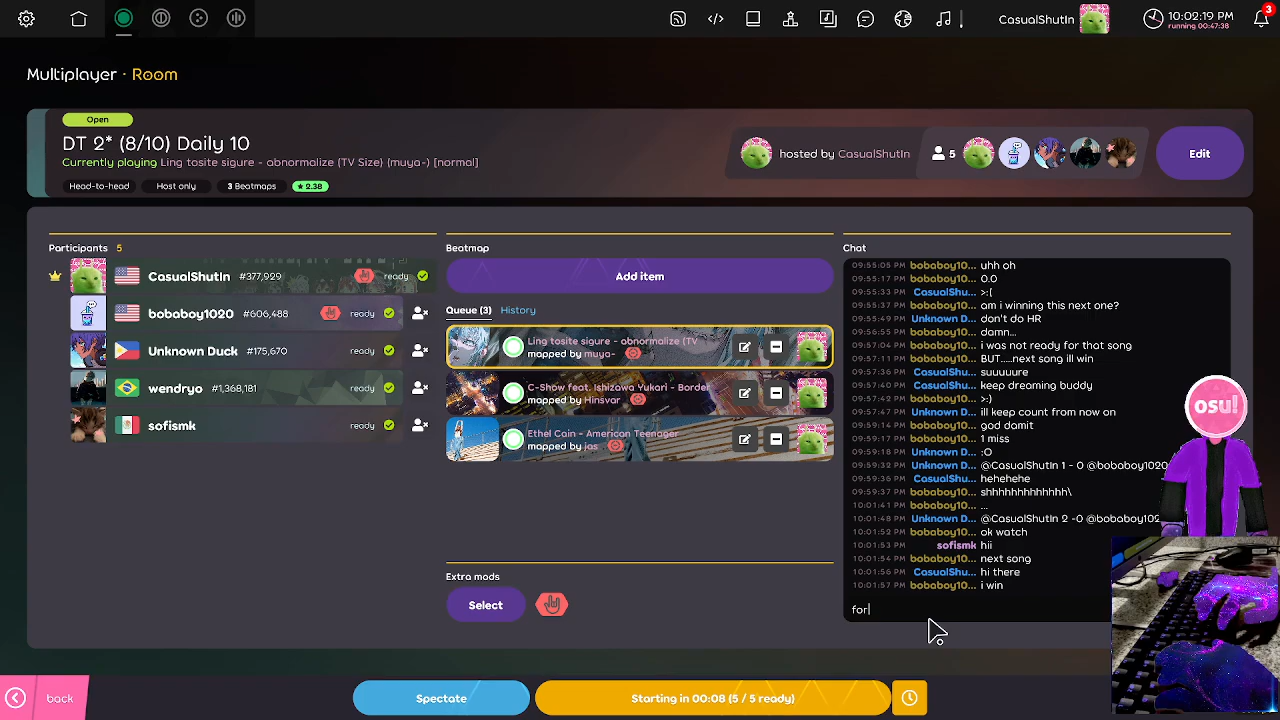 CasualShutIn
10:02:19 PM
running 00:47:38
3
Multiplayer · Room
Open
DT 2* (8/10) Daily 10
Currently playing Ling tosite sigure - abnormalize (TV Size) (muya-) [normal]
Head-to-head
Host only
3 Beatmaps
★ 2.38
hosted by CasualShutIn
5
Edit
Participants 5
CasualShutIn #377,929 ready
bobaboy1020 ready
Unknown Duck #175,670 ready
wendryo #1,368,181 ready
sofismk ready
Beatmap
Add item
Queue (3) History
Ling tosite sigure - abnormalize (TV
mapped by muya-
C-Show feat. Ishizawa Yukari - Border
mapped by Hinsvar
Ethel Cain - American Teenager
mapped by jas
Extra mods
Select
Chat
09:55:05 PM bobaboy10... uhh oh
09:55:17 PM bobaboy10... 0.0
09:55:33 PM CasualShu... >:(
09:55:37 PM bobaboy10... am i winning this next one?
09:55:49 PM Unknown D... don't do HR
09:56:55 PM bobaboy10... damn...
09:57:04 PM bobaboy10... i was not ready for that song
09:57:11 PM bobaboy10... BUT.....next song ill win
09:57:36 PM CasualShu... suuuuure
09:57:40 PM CasualShu... keep dreaming buddy
09:57:42 PM bobaboy10... >:)
09:57:47 PM Unknown D... ill keep count from now on
09:59:14 PM bobaboy10... god damit
09:59:17 PM bobaboy10... 1 miss
09:59:18 PM Unknown D... :O
09:59:32 PM Unknown D... @CasualShutIn 1 - 0 @bobaboy1020
09:59:36 PM CasualShu... hehehehe
09:59:37 PM bobaboy10... shhhhhhhhhhhh\
10:01:41 PM bobaboy10... ...
10:01:48 PM Unknown D... @CasualShutIn 2 -0 @bobaboy102
10:01:52 PM bobaboy10... ok watch
10:01:53 PM sofismk hii
10:01:54 PM bobaboy10... next song
10:01:56 PM CasualShu... hi there
10:01:57 PM bobaboy10... i win
for
osu!
back
Spectate
Starting in 00:08 (5 / 5 ready)